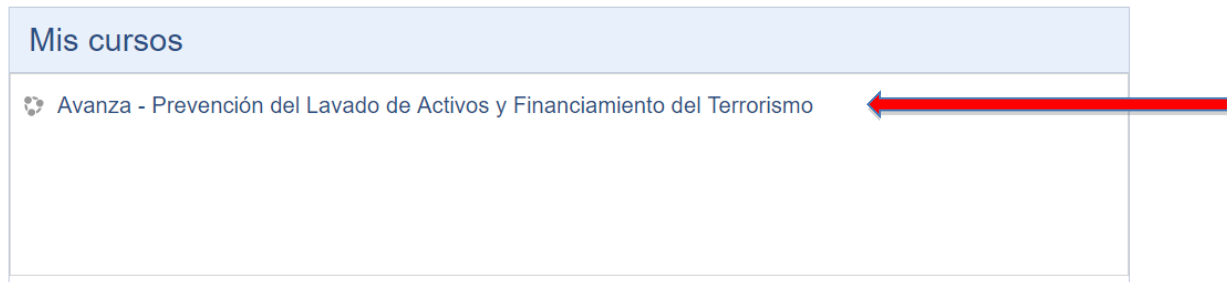 Mis cursos
Avanza - Prevención del Lavado de Activos y Financiamiento del Terrorismo